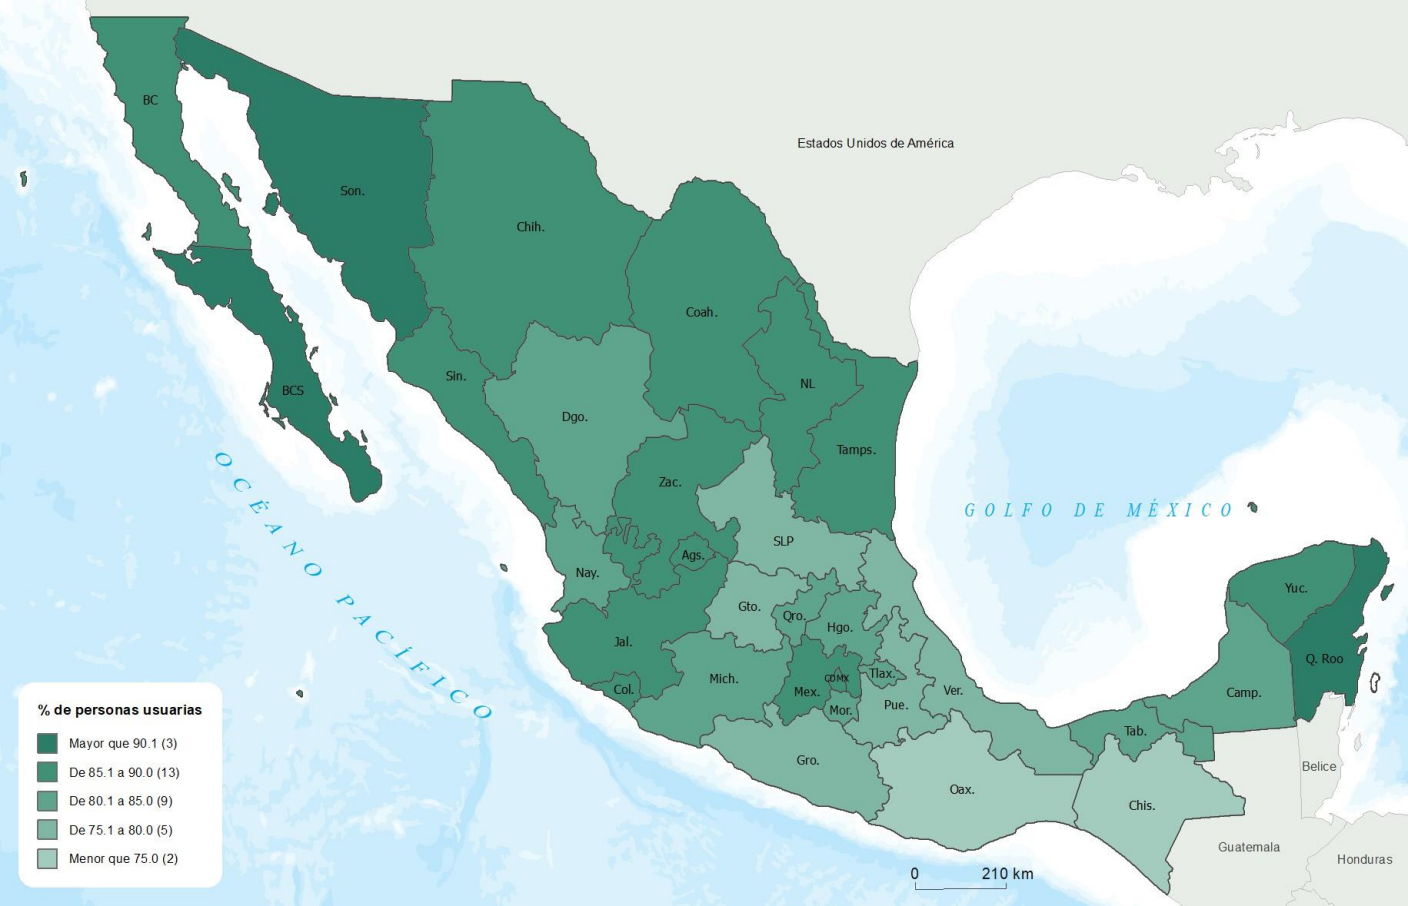 BC
Son.
Estados Unidos de América
Chih.
Coah.
BCS
Sin.
NL
Dgo.
Tamps.
Zac.
OCÉANO PACÍFICO
GOLFO DE MÉXICO
SLP
Ags.
Nay.
Yuc.
Gto.
Qro.
Hgo.
Jal.
Q. Roo
Mich.
CDMX
Tlax.
Col.
Mex.
Ver.
Camp.
Pue.
Mor.
Tab.
Gro.
Belice
Oax.
Chis.
Guatemala
Honduras
% de personas usuarias
Mayor que 90.1 (3)
De 85.1 a 90.0 (13)
De 80.1 a 85.0 (9)
De 75.1 a 80.0 (5)
Menor que 75.0 (2)
0 210 km